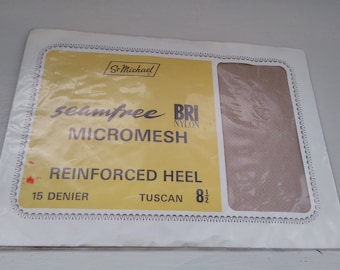 St Michael
seamfree BRI
NYLON
MICROMESH
REINFORCED HEEL
15 DENIER TUSCAN 8½